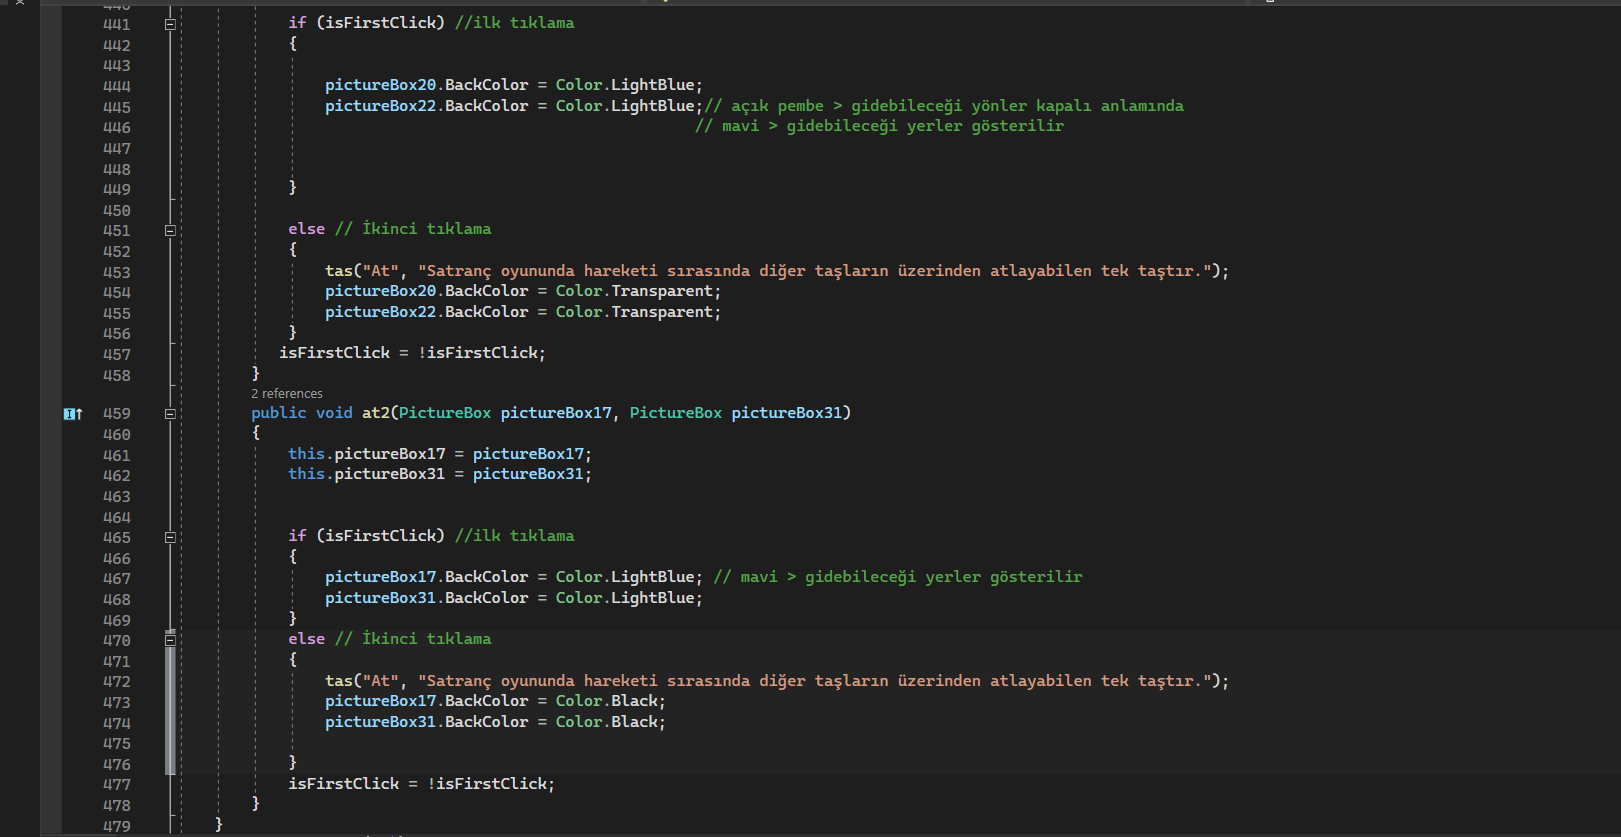 441 if (isFirstClick) //ilk tıklama
442 {
443
444 pictureBox20.BackColor = Color.LightBlue;
445 pictureBox22.BackColor = Color.LightBlue;// açık pembe > gidebileceği yönler kapalı anlamında
446 // mavi > gidebileceği yerler gösterilir
447
448
449 }
450
451 else // İkinci tıklama
452 {
453 tas("At", "Satranç oyununda hareketi sırasında diğer taşların üzerinden atlayabilen tek taştır.");
454 pictureBox20.BackColor = Color.Transparent;
455 pictureBox22.BackColor = Color.Transparent;
456 }
457 isFirstClick = !isFirstClick;
458 }
2 references
459 public void at2(PictureBox pictureBox17, PictureBox pictureBox31)
460 {
461 this.pictureBox17 = pictureBox17;
462 this.pictureBox31 = pictureBox31;
463
464
465 if (isFirstClick) //ilk tıklama
466 {
467 pictureBox17.BackColor = Color.LightBlue; // mavi > gidebileceği yerler gösterilir
468 pictureBox31.BackColor = Color.LightBlue;
469 }
470 else // İkinci tıklama
471 {
472 tas("At", "Satranç oyununda hareketi sırasında diğer taşların üzerinden atlayabilen tek taştır.");
473 pictureBox17.BackColor = Color.Black;
474 pictureBox31.BackColor = Color.Black;
475
476 }
477 isFirstClick = !isFirstClick;
478 }
479 }